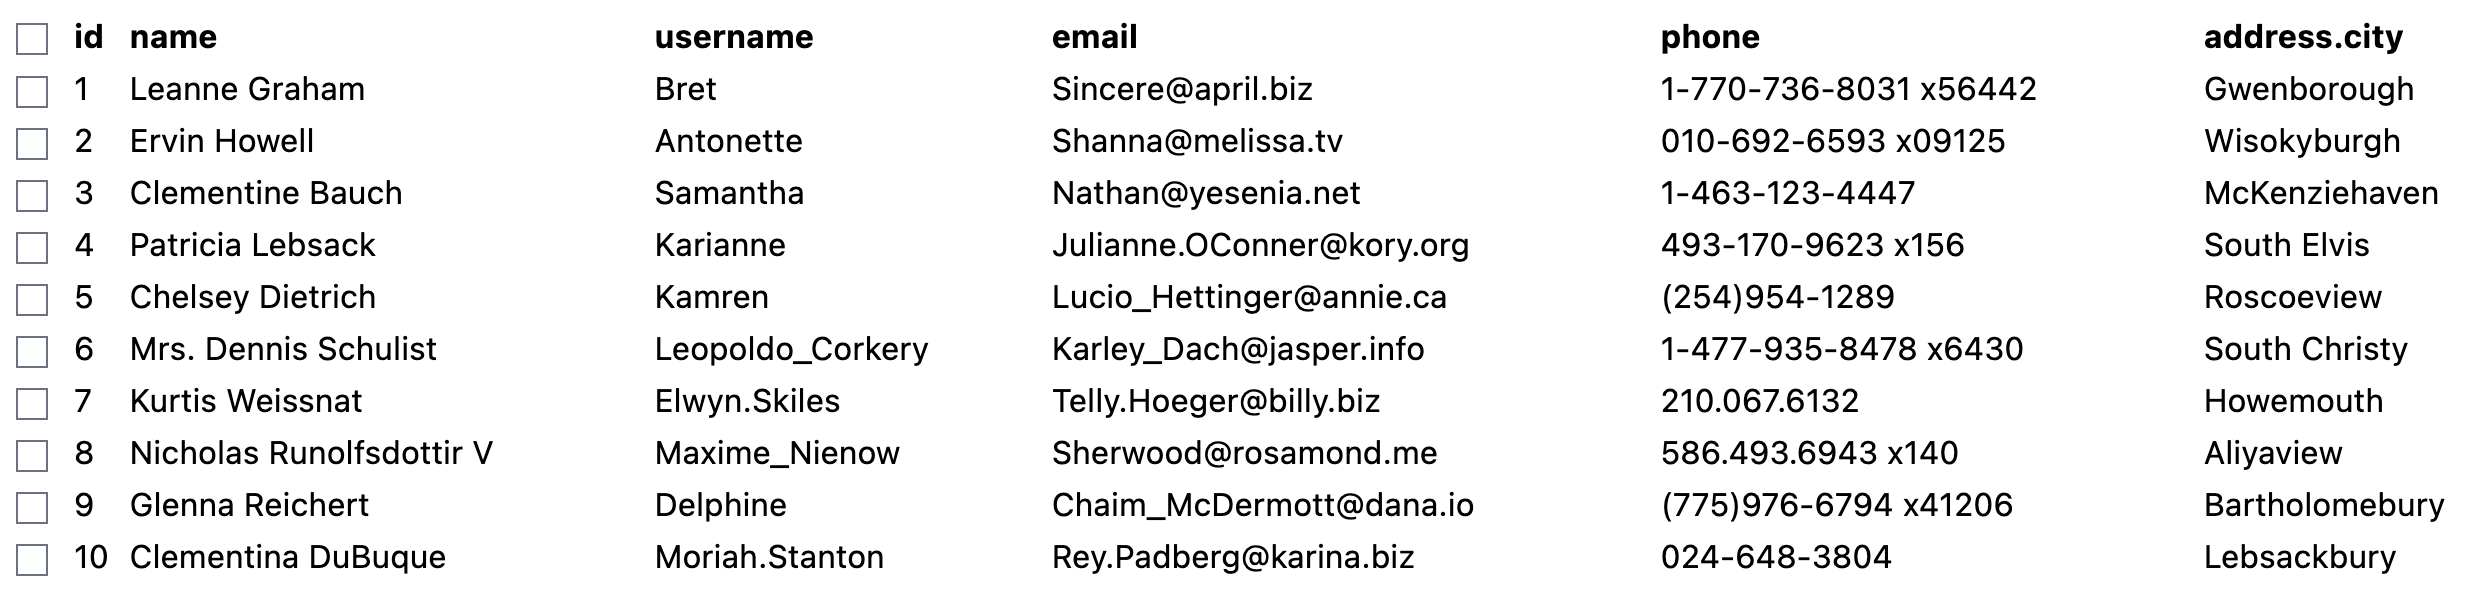 id name username email phone address.city
1 Leanne Graham Bret Sincere@april.biz 1-770-736-8031 x56442 Gwenborough
2 Ervin Howell Antonette Shanna@melissa.tv 010-692-6593 x09125 Wisokyburgh
3 Clementine Bauch Samantha Nathan@yesenia.net 1-463-123-4447 McKenziehaven
4 Patricia Lebsack Karianne Julianne.OConner@kory.org 493-170-9623 x156 South Elvis
5 Chelsey Dietrich Kamren Lucio_Hettinger@annie.ca (254)954-1289 Roscoeview
6 Mrs. Dennis Schulist Leopoldo_Corkery Karley_Dach@jasper.info 1-477-935-8478 x6430 South Christy
7 Kurtis Weissnat Elwyn.Skiles Telly.Hoeger@billy.biz 210.067.6132 Howemouth
8 Nicholas Runolfsdottir V Maxime_Nienow Sherwood@rosamond.me 586.493.6943 x140 Aliyaview
9 Glenna Reichert Delphine Chaim_McDermott@dana.io (775)976-6794 x41206 Bartholomebury
10 Clementina DuBuque Moriah.Stanton Rey.Padberg@karina.biz 024-648-3804 Lebsackbury